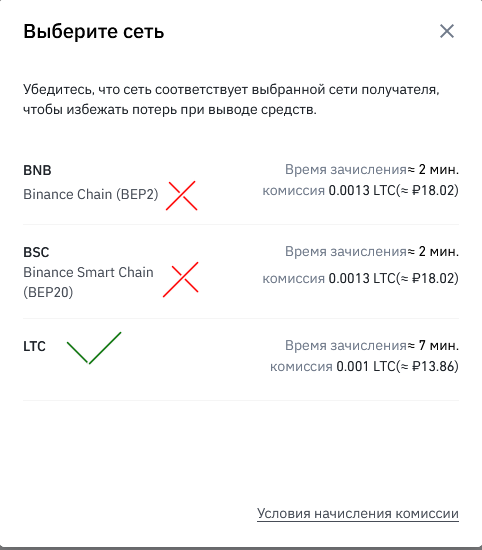 Выберите сеть
Убедитесь, что сеть соответствует выбранной сети получателя,
чтобы избежать потерь при выводе средств.
BNB
Binance Chain (BEP2)
Время зачисления≈ 2 мин.
комиссия 0.0013 LTC(≈ ₽18.02)
BSC
Binance Smart Chain
(BEP20)
Время зачисления≈ 2 мин.
комиссия 0.0013 LTC(≈ ₽18.02)
LTC
Время зачисления≈ 7 мин.
комиссия 0.001 LTC(≈ ₽13.86)
Условия начисления комиссии